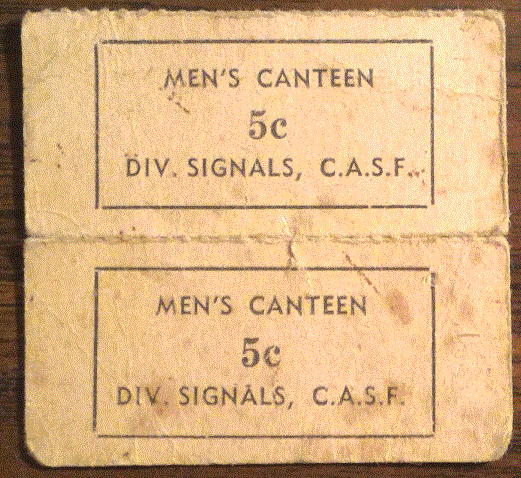 MEN'S CANTEEN
5c
DIV. SIGNALS, C.A.S.F.
MEN'S CANTEEN
5c
DIV. SIGNALS, C.A.S.F.